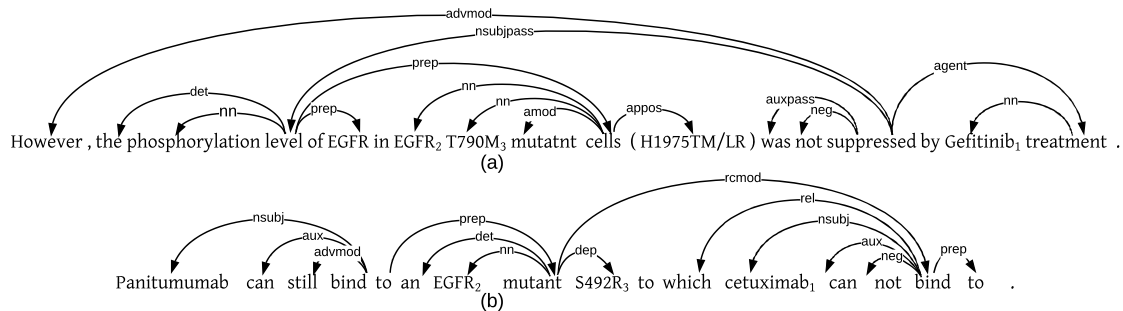 advmod
nsubjpass
prep
agent
det
nn
prep
nn
nn
amod
appos
auxpass
neg
nn
However , the phosphorylation level of EGFR in EGFR₂ T790M₃ mutatnt cells ( H1975TM/LR ) was not suppressed by Gefitinib₁ treatment .
(a)
rcmod
nsubj
aux
advmod
prep
det
nn
dep
rel
nsubj
aux
neg
prep
Panitumumab can still bind to an EGFR₂ mutant S492R₃ to which cetuximab₁ can not bind to .
(b)